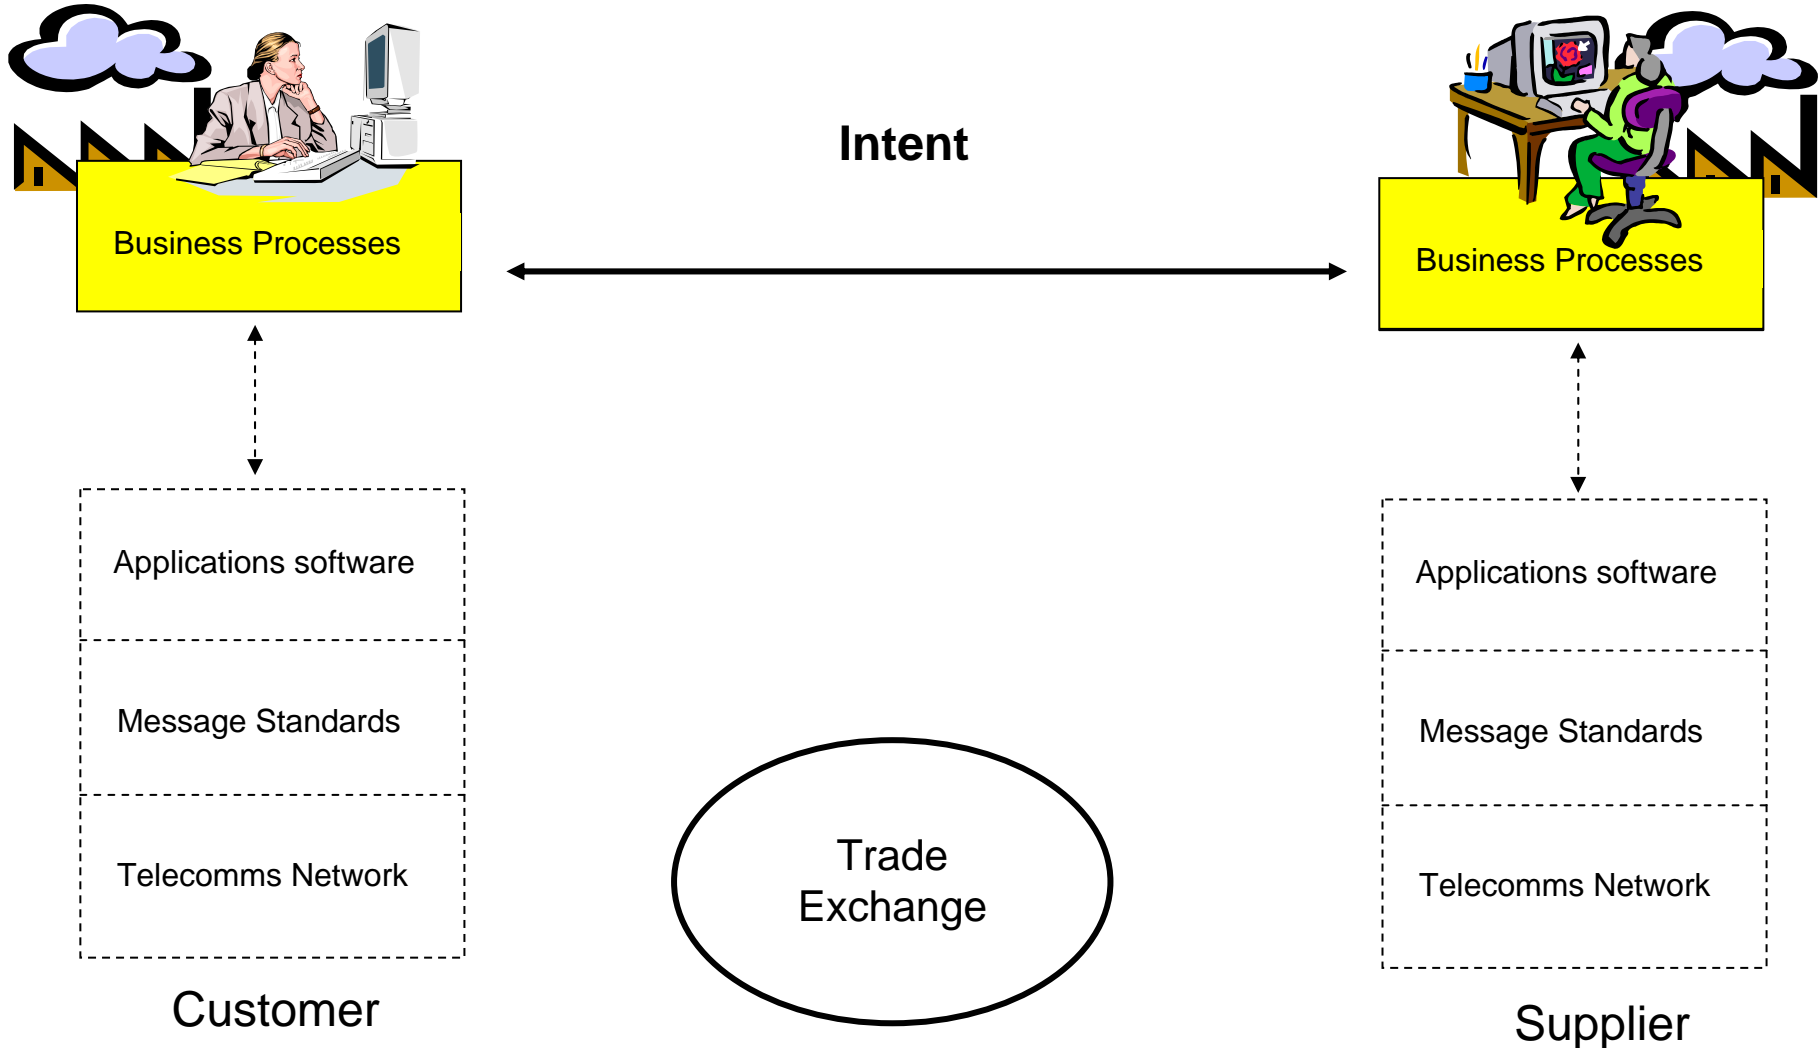 Intent
Business Processes
Business Processes
Applications software
Applications software
Message Standards
Message Standards
Telecomms Network
Telecomms Network
Trade
Exchange
Customer
Supplier